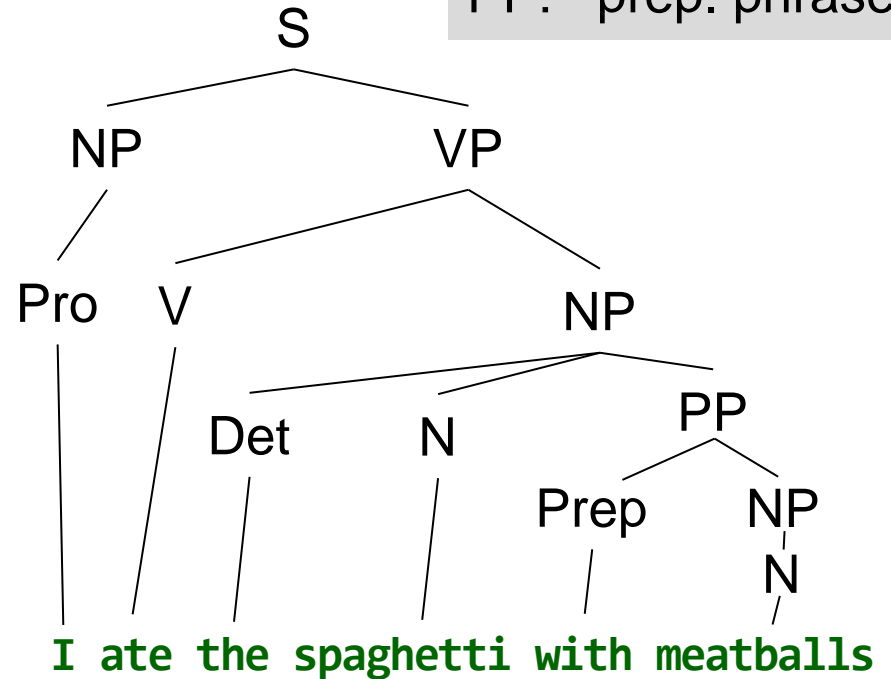 PP: prep. phrase
S
NP VP
Pro V NP
Det N PP
Prep NP
N
I ate the spaghetti with meatballs